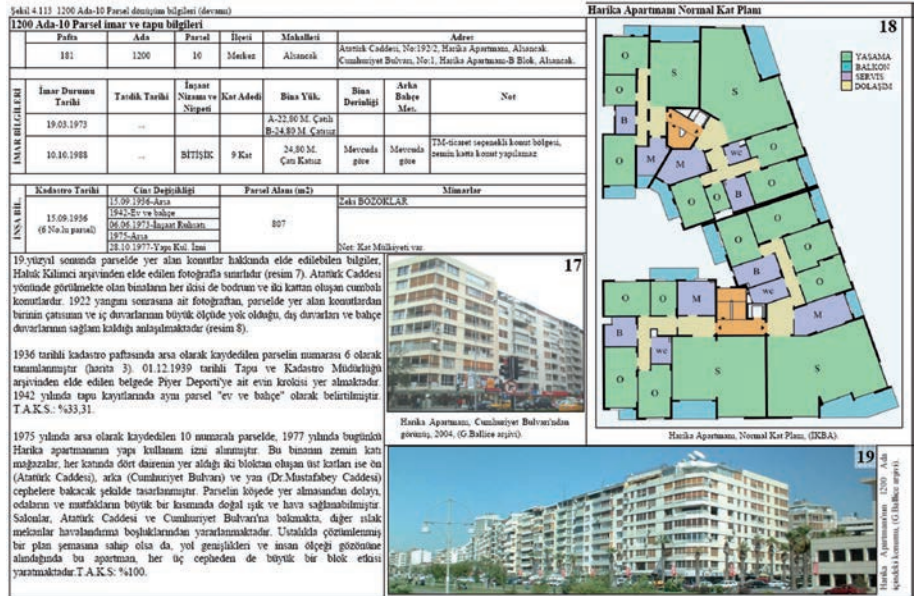 Şekil 4.113 1200 Ada-10 Parsel dönüşüm bilgileri (devamı)
1200 Ada-10 Parsel imar ve tapu bilgileri
Pafta Ada Parsel İlçesi Mahallesi Adres
181 1200 10 Merkez Alsancak Atatürk Caddesi, No:192/2, Harika Apartmanı, Alsancak.
Cumhuriyet Bulvarı, No:1, Harika Apartmanı-B Blok, Alsancak.
İMAR BİLGİLERİ
İmar Durumu Tarihi Tasdik Tarihi İnşaat Nizamı ve Nispeti Kat Adedi Bina Yük. Bina Derinliği Arka Bahçe Mes. Not
19.03.1973 ... A-22,80 M. Çatılı
B-24,80 M. Çatısız
10.10.1988 ... BİTİŞİK 9 Kat 24,80 M. Çatı Katsız Mevcuda göre Mevcuda göre TM-ticaret seçenekli konut bölgesi, zemin katta konut yapılamaz.
İNŞA BİL.
Kadastro Tarihi Cins Değişikliği Parsel Alanı (m2) Mimarlar
15.09.1936
(6 No.lu parsel)
15.09.1936-Arsa
1942-Ev ve bahçe
06.06.1975-İnşaat Ruhsatı
1975-Arsa
28.10.1977-Yapı Kul. İzni
807
Zeki BOZOKLAR
Not: Kat Mülkiyeti var.
19.yüzyıl sonunda parselde yer alan konutlar hakkında elde edilebilen bilgiler,
Haluk Kilimci arşivinden elde edilen fotoğrafla sınırlıdır (resim 7). Atatürk Caddesi
yönünde görülmekte olan binaların her ikisi de bodrum ve iki kattan oluşan cumbalı
konutlardır. 1922 yangını sonrasına ait fotoğraftan, parselde yer alan konutlardan
birinin çatısının ve iç duvarlarının büyük ölçüde yok olduğu, dış duvarları ve bahçe
duvarlarının sağlam kaldığı anlaşılmaktadır (resim 8).
1936 tarihli kadastro paftasında arsa olarak kaydedilen parselin numarası 6 olarak
tanımlanmıştır (harita 3). 01.12.1939 tarihli Tapu ve Kadastro Müdürlüğü
arşivinden elde edilen belgede Piyer Deporti'ye ait evin krokisi yer almaktadır.
1942 yılında tapu kayıtlarında aynı parsel "ev ve bahçe" olarak belirtilmiştir.
T.A.K.S.: %33,31.
1975 yılında arsa olarak kaydedilen 10 numaralı parselde, 1977 yılında bugünkü
Harika apartmanının yapı kullanım izni alınmıştır. Bu binanın zemin katı
mağazalar, her katında dört dairenin yer aldığı iki bloktan oluşan üst katları ise ön
(Atatürk Caddesi), arka (Cumhuriyet Bulvarı) ve yan (Dr.Mustafabey Caddesi)
cephelere bakacak şekilde tasarlanmıştır. Parselin köşede yer almasından dolayı,
odaların ve mutfakların büyük bir kısmında doğal ışık ve hava sağlanabilmiştir.
Salonlar, Atatürk Caddesi ve Cumhuriyet Bulvarı'na bakmakta, diğer ıslak
mekanlar havalandırma boşluklarından yararlanmaktadır. Ustalıkla çözümlenmiş
bir plan şemasına sahip olsa da, yol genişlikleri ve insan ölçeği gözönüne
alındığında bu apartman, her üç cepheden de büyük bir blok etkisi
yaratmaktadır.T.A.K.S: %100.
17
Harika Apartmanı, Cumhuriyet Bulvarı'ndan
görünüş, 2004, (G.Ballice arşivi).
Harika Apartmanı Normal Kat Planı
18
YAŞAMA
BALKON
SERVİS
DOLAŞIM
O
O
S
S
O
B
O
M
M
wc
O
O
O
B
O
O
O
B
O
wc
O
M
O
O
M
B
wc
O
O
S
S
Harika Apartmanı, Normal Kat Planı, (İKBA).
19
Harika Apartmanı'nın 1200 Ada
içindeki konumu, (G.Ballice arşivi).